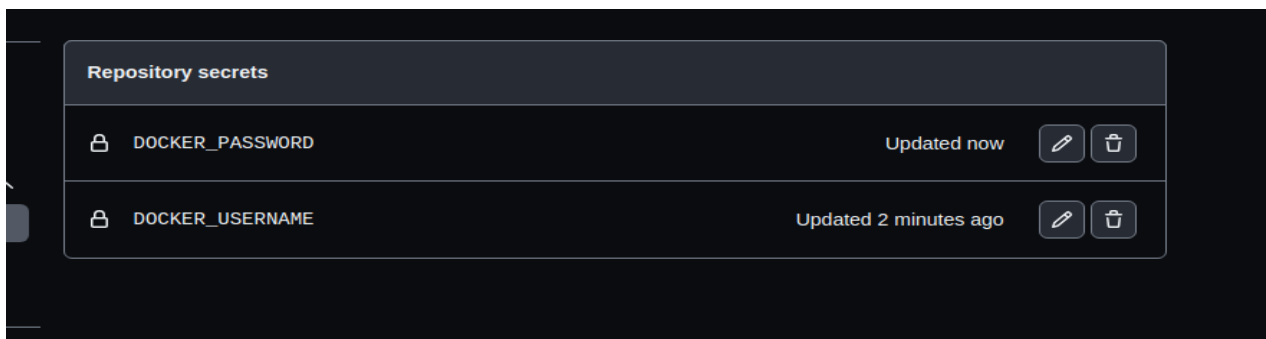 Repository secrets
DOCKER_PASSWORD Updated now
DOCKER_USERNAME Updated 2 minutes ago